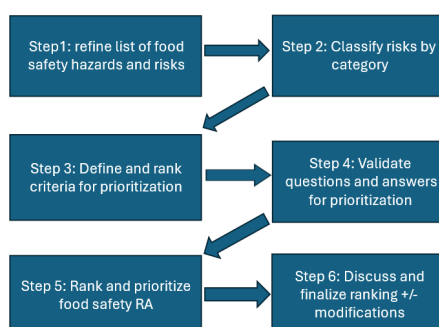 Step1: refine list of food
safety hazards and risks
Step 2: Classify risks by
category
Step 3: Define and rank
criteria for prioritization
Step 4: Validate
questions and answers
for prioritization
Step 5: Rank and prioritize
food safety RA
Step 6: Discuss and
finalize ranking +/-
modifications